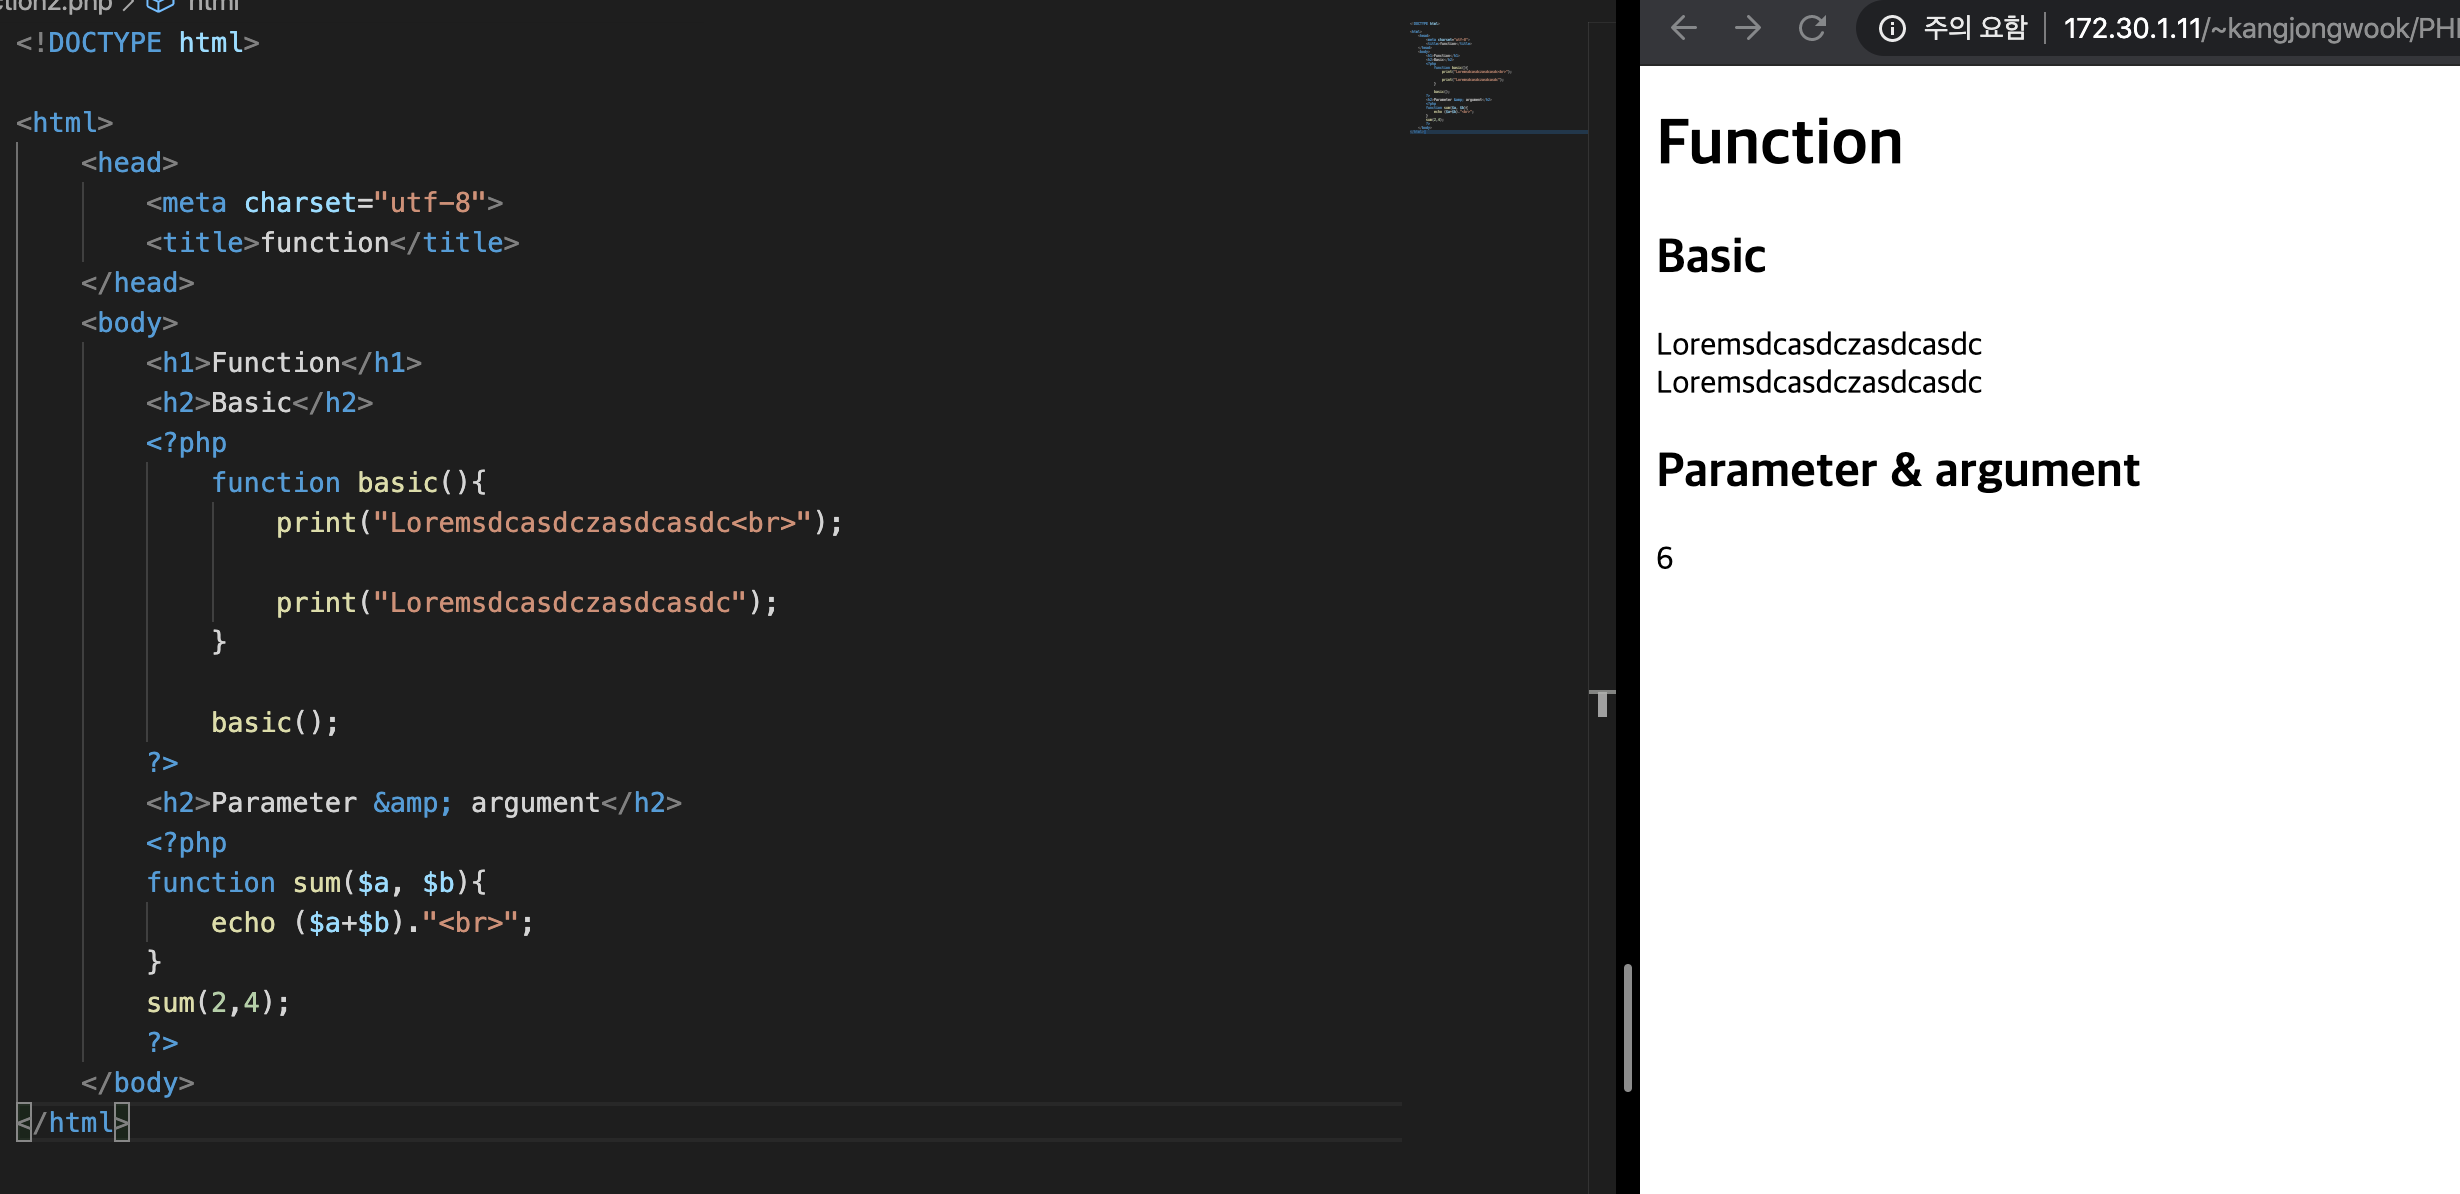 html
<!DOCTYPE html>
<html>
<head>
<meta charset="utf-8">
<title>function</title>
</head>
<body>
<h1>Function</h1>
<h2>Basic</h2>
<?php
function basic(){
print("Loremsdcasdczasdcasdc<br>");
print("Loremsdcasdczasdcasdc");
}
basic();
?>
<h2>Parameter &amp; argument</h2>
<?php
function sum($a, $b){
echo ($a+$b)."<br>";
}
sum(2,4);
?>
</body>
</html>
주의 요함 172.30.1.11/~kangjongwook/
Function
Basic
Loremsdcasdczasdcasdc
Loremsdcasdczasdcasdc
Parameter & argument
6